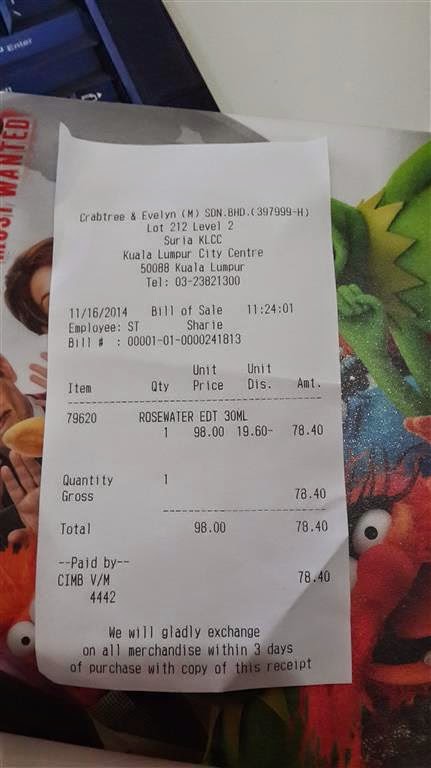 Enter
MOST WANTED
Crabtree & Evelyn (M) SDN.BHD.(397999-H)
Lot 212 Level 2
Suria KLCC
Kuala Lumpur City Centre
50088 Kuala Lumpur
Tel: 03-23821300
11/16/2014 Bill of Sale 11:24:01
Employee: ST Sharie
Bill # : 00001-01-0000241813
Unit Unit
Item Qty Price Dis. Amt.
79620 ROSEWATER EDT 30ML
1 98.00 19.60- 78.40
Quantity 1
Gross 78.40
Total 98.00 78.40
--Paid by--
CIMB V/M 78.40
4442
We will gladly exchange
on all merchandise within 3 days
of purchase with copy of this receipt